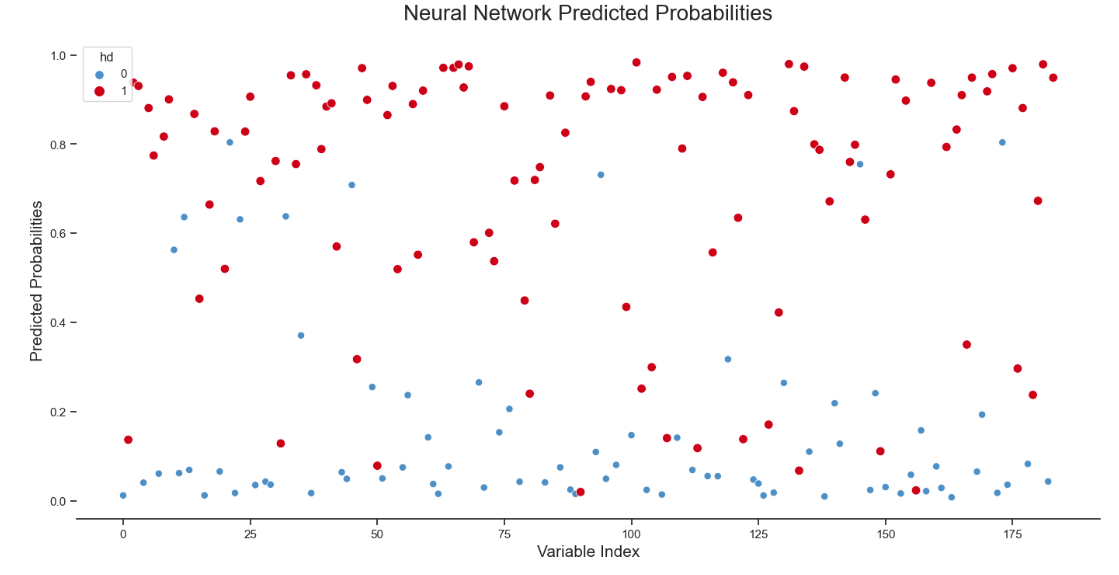 Neural Network Predicted Probabilities
1.0
hd
0
1
0.8
0.6
0.4
0.2
0.0
Predicted Probabilities
0 25 50 75 100 125 150 175
Variable Index